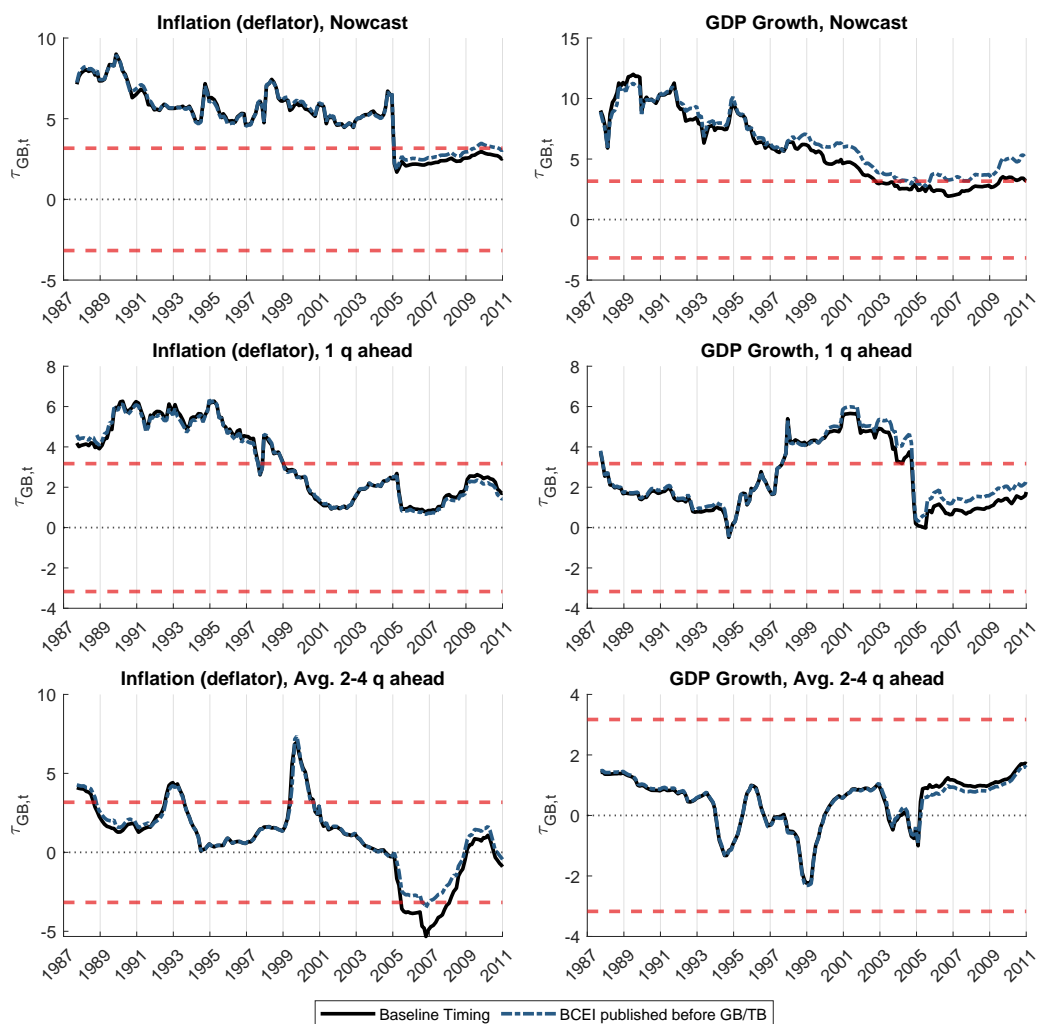 Inflation (deflator), Nowcast
GDP Growth, Nowcast
τGB,t
10
5
0
-5
15
10
5
0
-5
1987 1989 1991 1993 1995 1997 1999 2001 2003 2005 2007 2009 2011
1987 1989 1991 1993 1995 1997 1999 2001 2003 2005 2007 2009 2011
Inflation (deflator), 1 q ahead
GDP Growth, 1 q ahead
τGB,t
8
6
4
2
0
-2
-4
τGB,t
8
6
4
2
0
-2
-4
1987 1989 1991 1993 1995 1997 1999 2001 2003 2005 2007 2009 2011
1987 1989 1991 1993 1995 1997 1999 2001 2003 2005 2007 2009 2011
Inflation (deflator), Avg. 2-4 q ahead
GDP Growth, Avg. 2-4 q ahead
τGB,t
10
5
0
-5
4
2
0
-2
-4
1987 1989 1991 1993 1995 1997 1999 2001 2003 2005 2007 2009 2011
1987 1989 1991 1993 1995 1997 1999 2001 2003 2005 2007 2009 2011
Baseline Timing
BCEI published before GB/TB